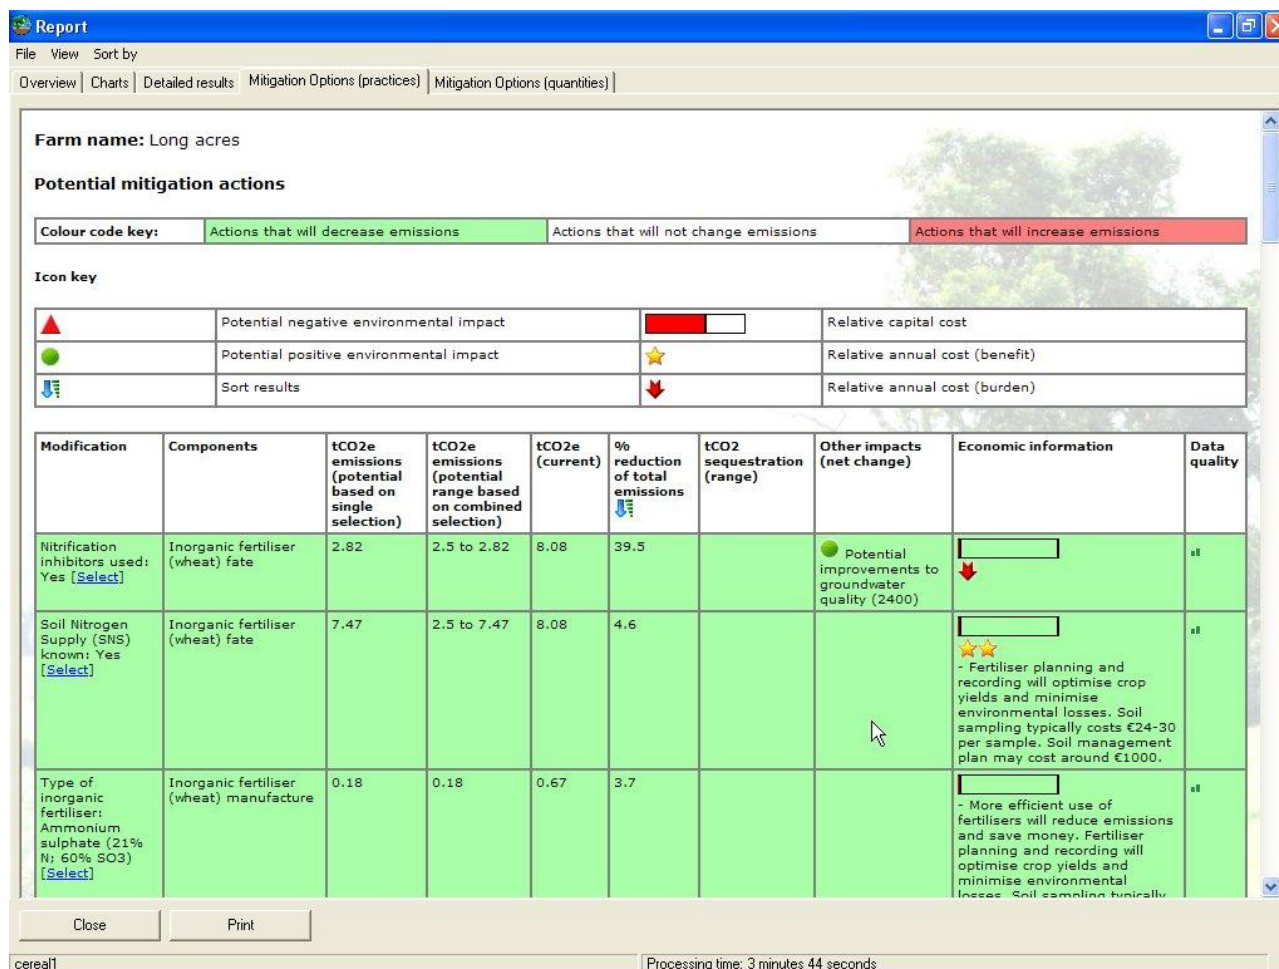 Report
File View Sort by
Overview Charts Detailed results Mitigation Options (practices) Mitigation Options (quantities)
Farm name: Long acres
Potential mitigation actions
Colour code key: Actions that will decrease emissions Actions that will not change emissions Actions that will increase emissions
Icon key
Potential negative environmental impact Relative capital cost
Potential positive environmental impact Relative annual cost (benefit)
Sort results Relative annual cost (burden)
Modification
Components
tCO2e
emissions
(potential
based on
single
selection)
tCO2e
emissions
(potential
range based
on combined
selection)
tCO2e
(current)
%
reduction
of total
emissions
tCO2
sequestration
(range)
Other impacts
(net change)
Economic information
Data
quality
Nitrification
inhibitors used:
Yes [Select]
Inorganic fertiliser
(wheat) fate
2.82
2.5 to 2.82
8.08
39.5
Potential
improvements to
groundwater
quality (2400)
Soil Nitrogen
Supply (SNS)
known: Yes
[Select]
Inorganic fertiliser
(wheat) fate
7.47
2.5 to 7.47
8.08
4.6
- Fertiliser planning and
recording will optimise crop
yields and minimise
environmental losses. Soil
sampling typically costs €24-30
per sample. Soil management
plan may cost around €1000.
Type of
inorganic
fertiliser:
Ammonium
sulphate (21%
N; 60% SO3)
[Select]
Inorganic fertiliser
(wheat) manufacture
0.18
0.18
0.67
3.7
- More efficient use of
fertilisers will reduce emissions
and save money. Fertiliser
planning and recording will
optimise crop yields and
minimise environmental
losses. Soil sampling typically
Close Print
cereal1 Processing time: 3 minutes 44 seconds